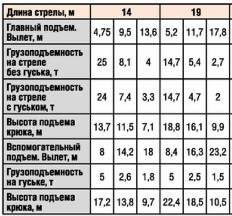 Длина стрелы, м 14 19
Главный подъем.
Вылет, м 4,75 9,5 13,6 5,2 11,7 17,8
Грузоподъемность
на стреле
без гуська, т 25 8,1 4 14,7 5,4 2,7
Грузоподъемность
на стреле
с гуськом, т 24 7,4 3,3 14,7 4,7 2
Высота подъема
крюка, м 13,7 11,5 7,1 18,8 16,1 9,9
Вспомогательный
подъем. Вылет, м 8 14,2 18 8,4 16,3 23,2
Грузоподъемность
на гуське, т 5 2,6 1,8 5 2,5 1,5
Высота подъема
крюка, м 17,2 13,8 9,7 22,4 18,5 10,5